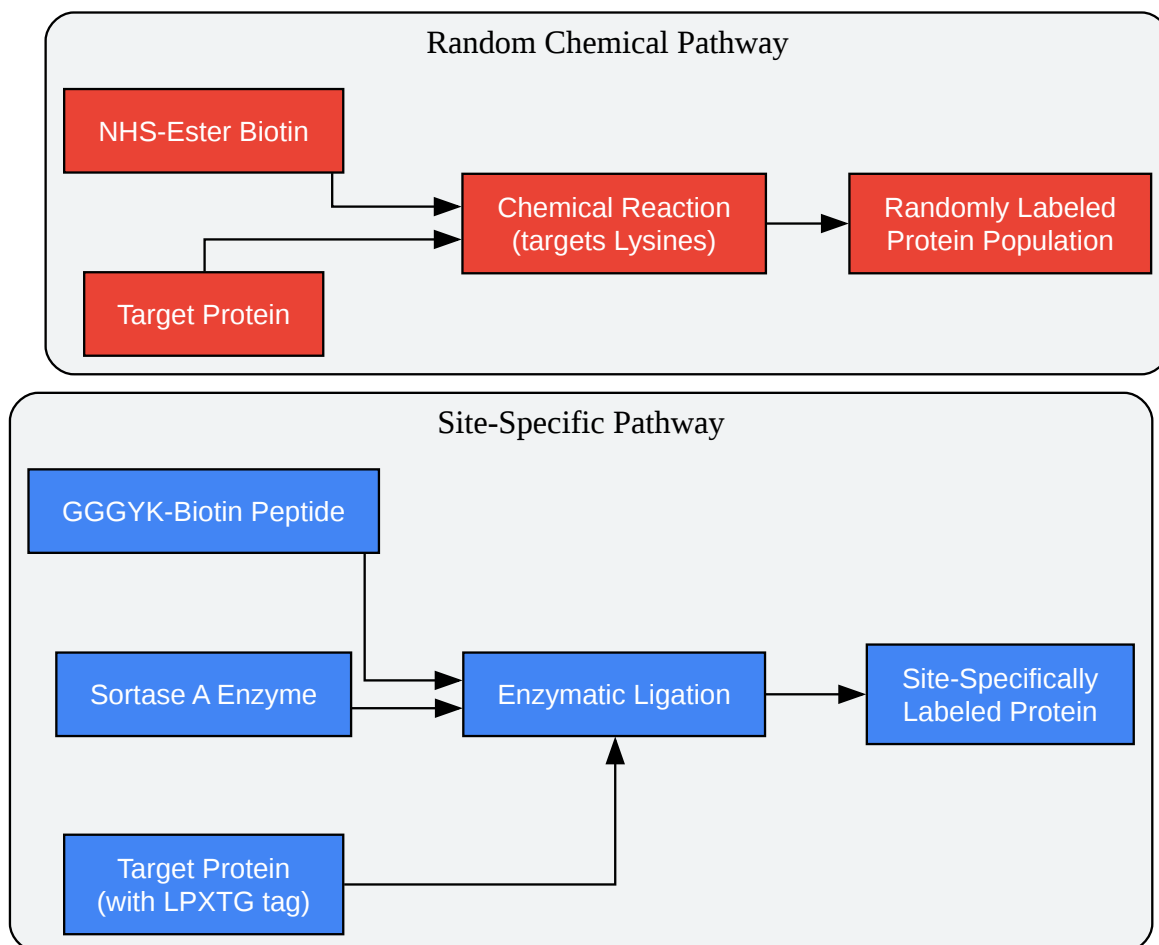 Random Chemical Pathway
NHS-Ester Biotin
Target Protein
Chemical Reaction
(targets Lysines)
Randomly Labeled
Protein Population
Site-Specific Pathway
GGGYK-Biotin Peptide
Sortase A Enzyme
Target Protein
(with LPXTG tag)
Enzymatic Ligation
Site-Specifically
Labeled Protein